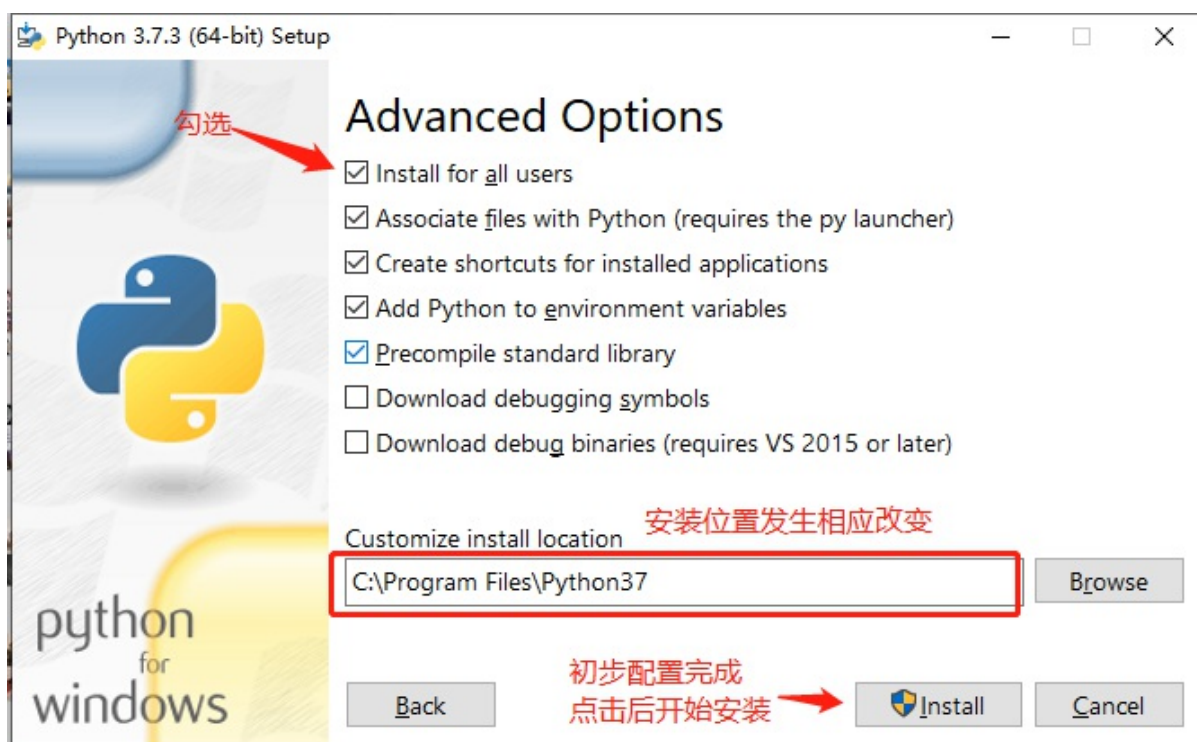 Python 3.7.3 (64-bit) Setup
Advanced Options
勾选
Install for all users
Associate files with Python (requires the py launcher)
Create shortcuts for installed applications
Add Python to environment variables
Precompile standard library
Download debugging symbols
Download debug binaries (requires VS 2015 or later)
安装位置发生相应改变
Customize install location
C:\Program Files\Python37
Browse
python
for
windows
初步配置完成
点击后开始安装
Back
Install
Cancel